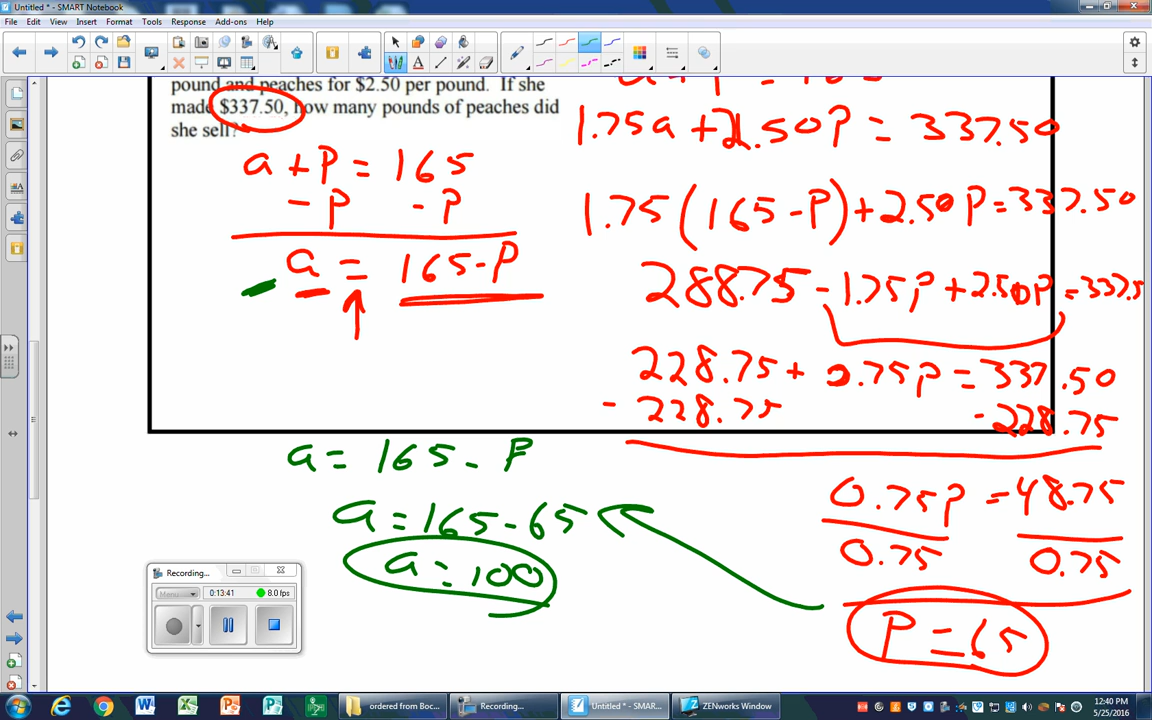 Untitled * - SMART Notebook
File Edit View Insert Format Tools Response Add-ons Help
pound and peaches for $2.50 per pound. If she
made $337.50, how many pounds of peaches did
she sell?
a + P = 165
- P - P
a = 165 - P
1.75a + 2.50P = 337.50
1.75(165 - P) + 2.50P = 337.50
288.75 - 1.75P + 2.50P = 337.5
228.75 + 0.75P = 337.50
- 228.75 - 228.75
0.75P = 48.75
0.75 0.75
P = 65
a = 165 - P
a = 165 - 65
a = 100
Recording...
Menu
0:13:41 8.0 fps
ordered from Boc...
Recording...
Untitled * - SMAR...
ZENworks Window
12:40 PM
5/25/2016